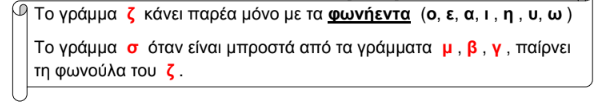 Το γράμμα ζ κάνει παρέα μόνο με τα φωνήεντα (ο, ε, α, ι , η , υ, ω )
Το γράμμα σ όταν είναι μπροστά από τα γράμματα μ , β , γ , παίρνει
τη φωνούλα του ζ .